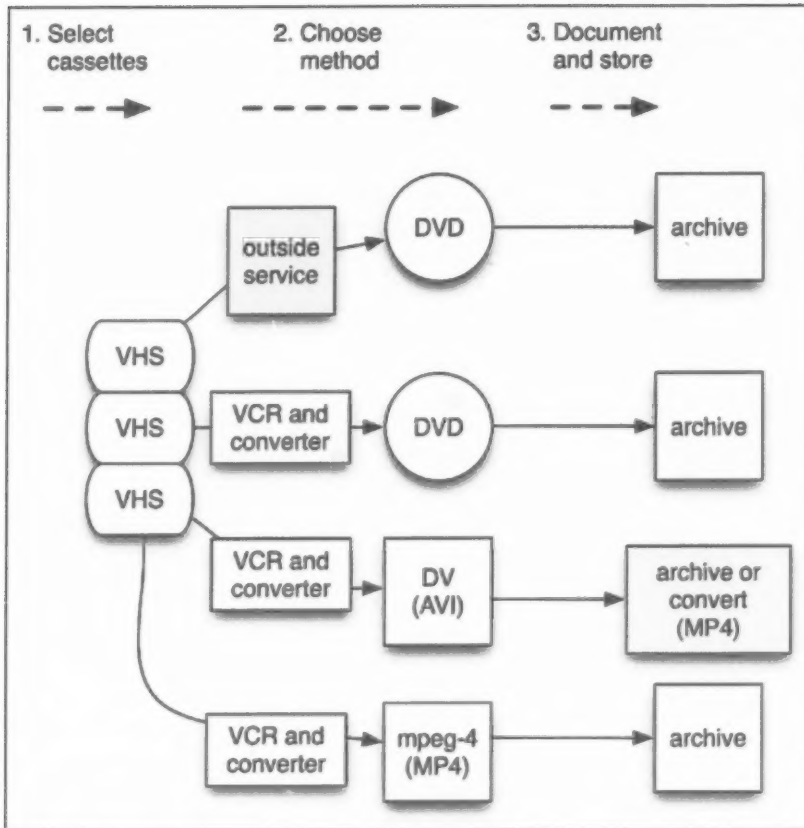 1. Select
cassettes
2. Choose
method
3. Document
and store
outside
service
DVD
archive
VHS
VHS
VHS
VCR and
converter
DVD
archive
VCR and
converter
DV
(AVI)
archive or
convert
(MP4)
VCR and
converter
mpeg-4
(MP4)
archive